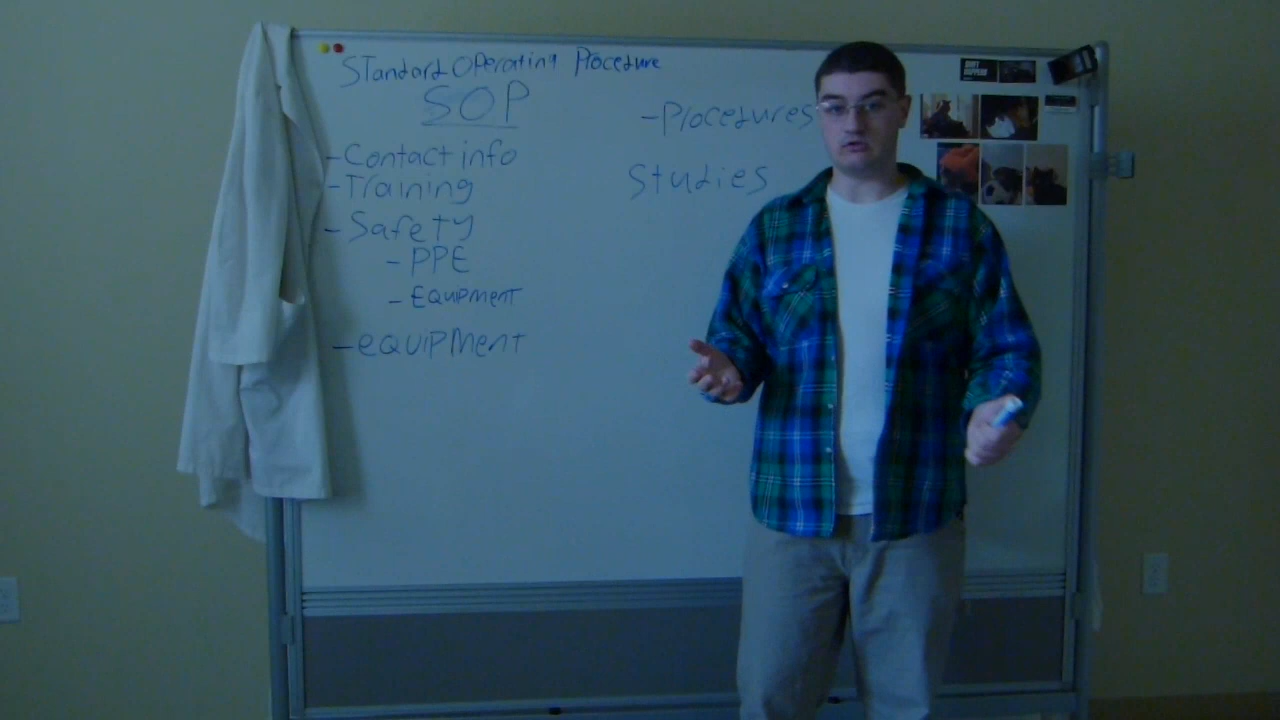 STandard Operating Procedure
SOP
- Contact info
- Training
- Safety
- PPE
- EQuipmenT
- equipment
- Procedures
Studies